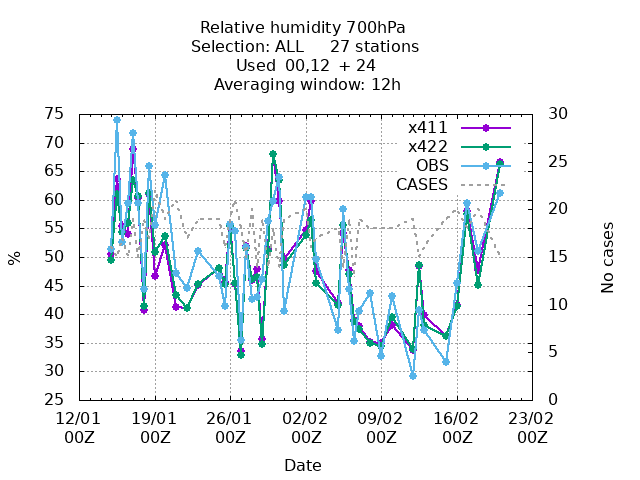 Relative humidity 700hPa
Selection: ALL 27 stations
Used 00,12 + 24
Averaging window: 12h
75 30
70
65 25
60 20
55
50 15
45
40 10
35 5
30
25 0
x411
x422
OBS
CASES
%
No cases
12/01 19/01 26/01 02/02 09/02 16/02 23/02
00Z 00Z 00Z 00Z 00Z 00Z 00Z
Date